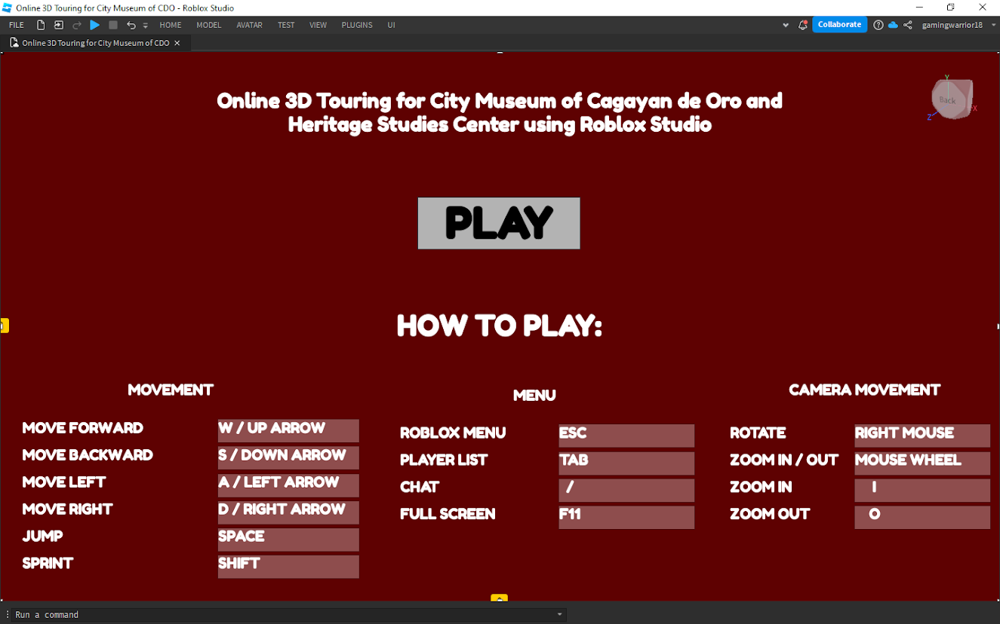 Online 3D Touring for City Museum of CDO - Roblox Studio
FILE HOME MODEL AVATAR TEST VIEW PLUGINS UI Collaborate gamingwarrior18
Online 3D Touring for City Museum of CDO
Online 3D Touring for City Museum of Cagayan de Oro and
Heritage Studies Center using Roblox Studio
Y
Back
Z X
PLAY
HOW TO PLAY:
MOVEMENT
MOVE FORWARD W / UP ARROW
MOVE BACKWARD S / DOWN ARROW
MOVE LEFT A / LEFT ARROW
MOVE RIGHT D / RIGHT ARROW
JUMP SPACE
SPRINT SHIFT
MENU
ROBLOX MENU ESC
PLAYER LIST TAB
CHAT /
FULL SCREEN F11
CAMERA MOVEMENT
ROTATE RIGHT MOUSE
ZOOM IN / OUT MOUSE WHEEL
ZOOM IN I
ZOOM OUT O
Run a command